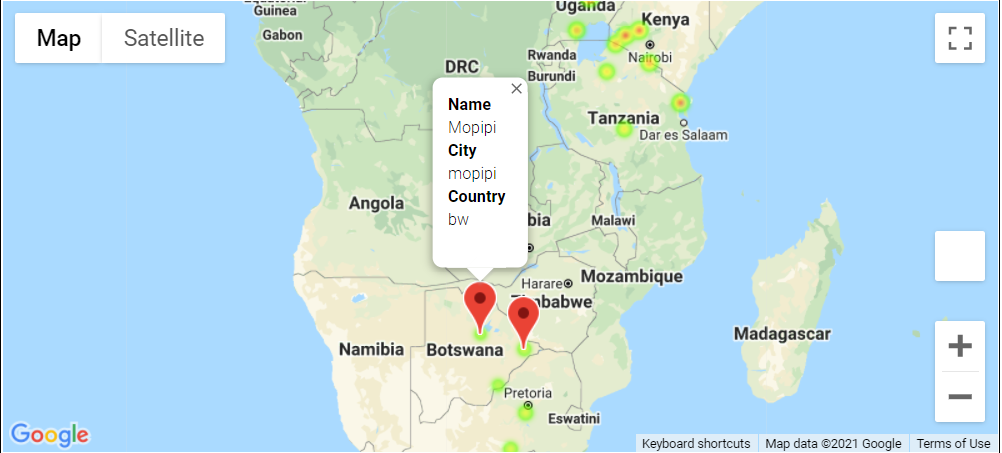 Map
Satellite
Equatorial
Guinea
Gabon
Uganda
Kenya
Nairobi
Rwanda
Burundi
DRC
Tanzania
Dar es Salaam
Name
Mopipi
City
mopipi
Country
bw
Angola
bia
Malawi
Mozambique
Harare
Zimbabwe
Madagascar
Namibia
Botswana
Pretoria
Eswatini
Google
Keyboard shortcuts
Map data ©2021 Google
Terms of Use